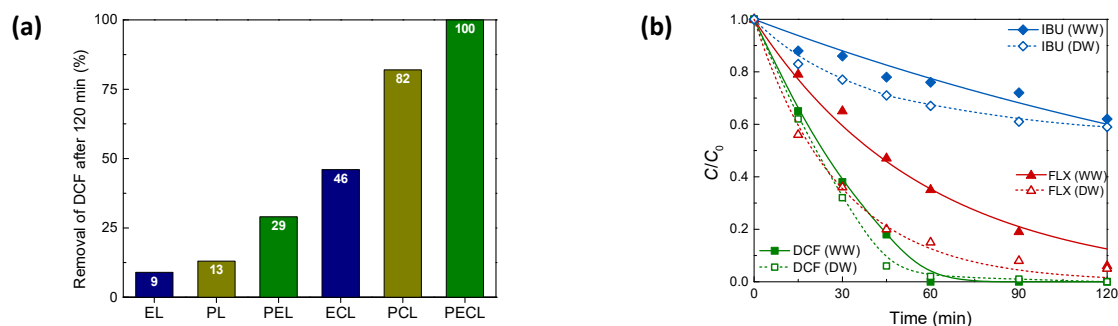 (a)
Removal of DCF after 120 min (%)
100
75
50
25
0
9
13
29
46
82
100
EL PL PEL ECL PCL PECL
(b)
C/C0
1.0
0.8
0.6
0.4
0.2
0.0
IBU (WW)
IBU (DW)
FLX (WW)
FLX (DW)
DCF (WW)
DCF (DW)
0 30 60 90 120
Time (min)